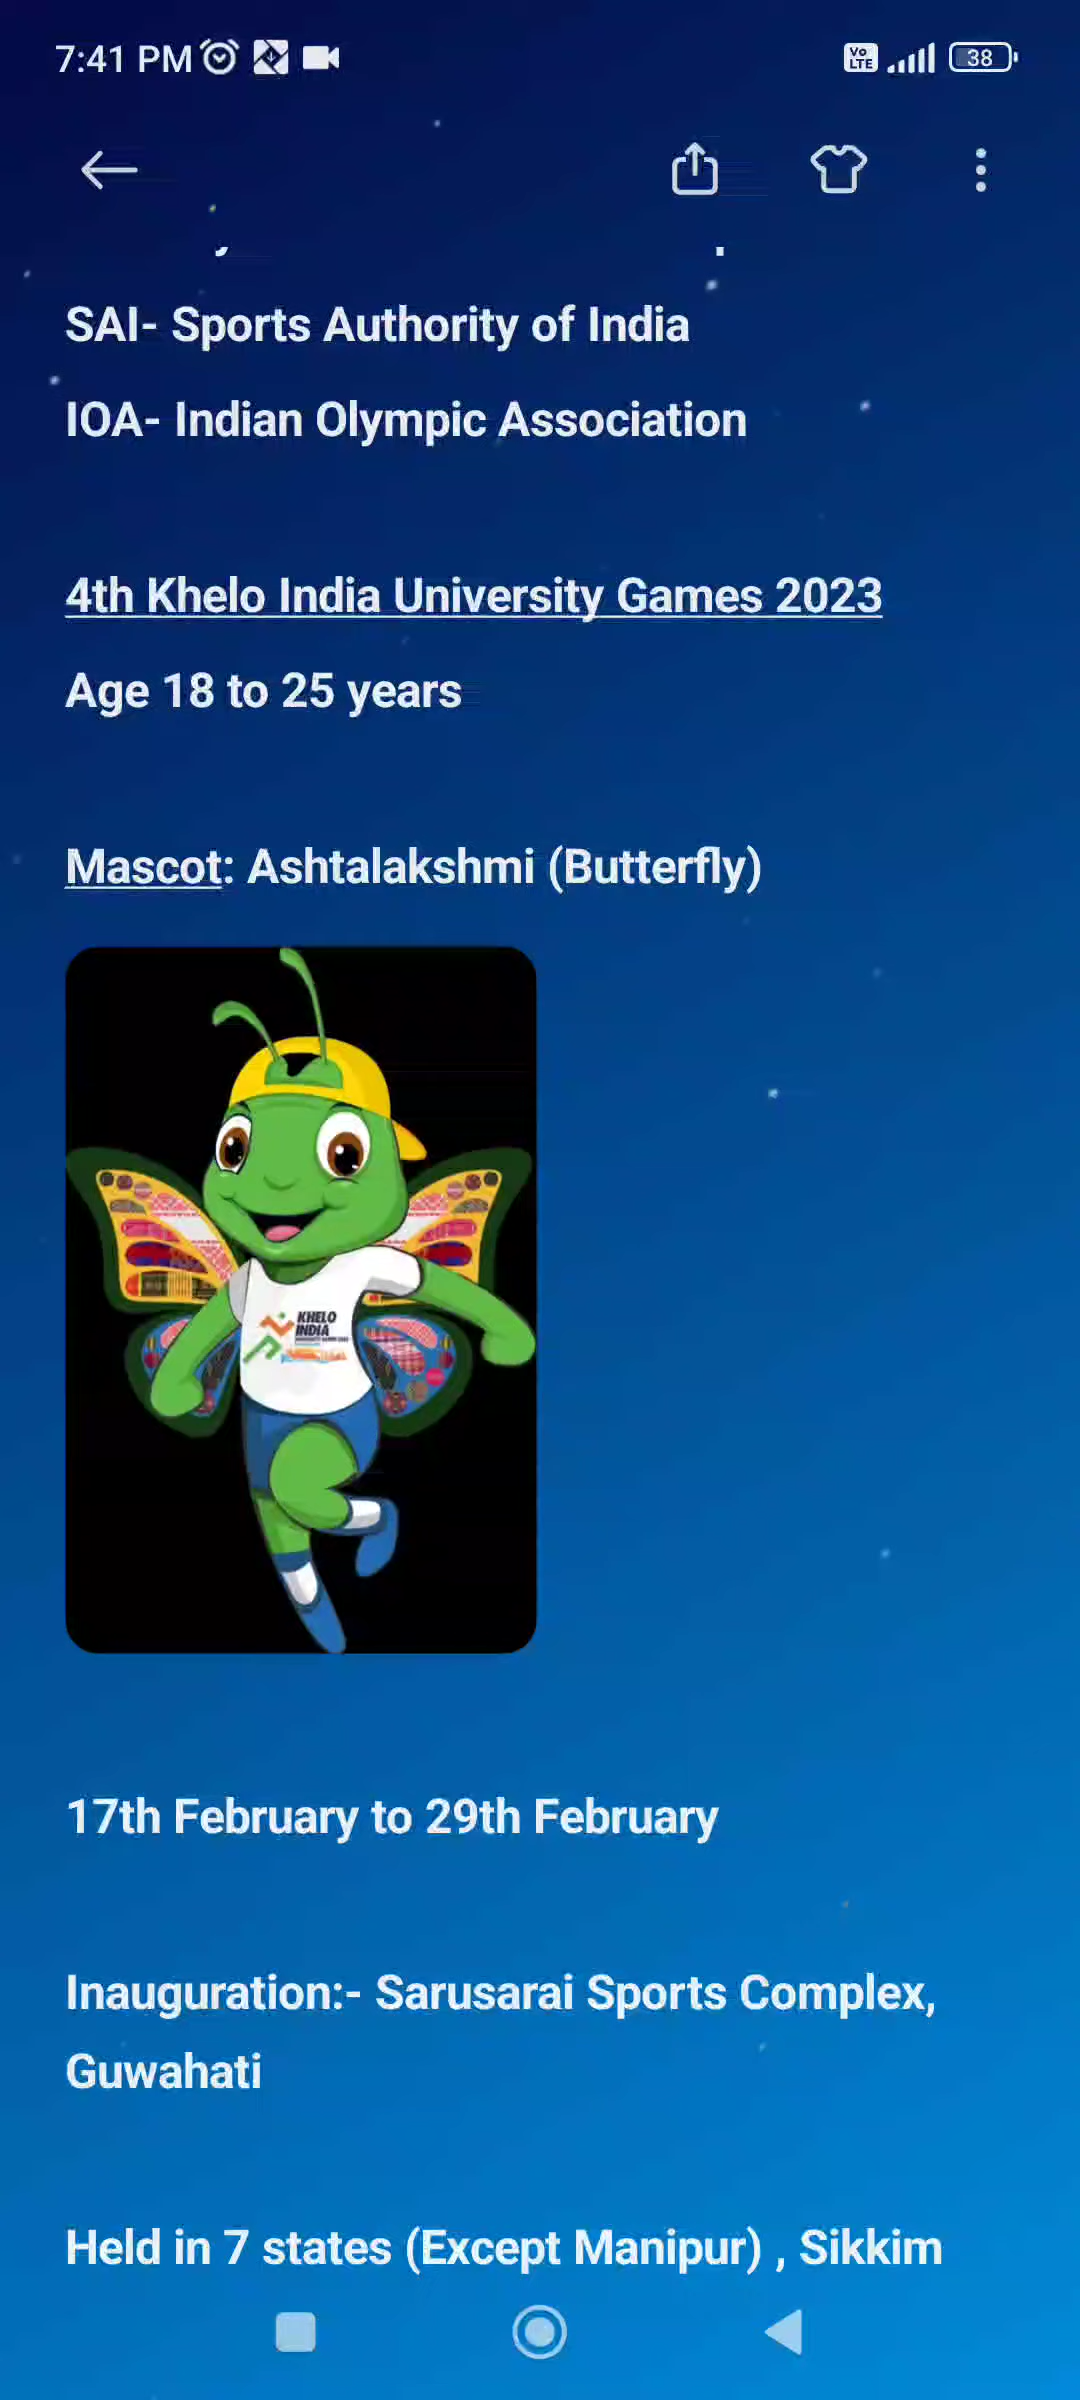 7:41 PM
Vo LTE
38
SAI- Sports Authority of India
IOA- Indian Olympic Association
4th Khelo India University Games 2023
Age 18 to 25 years
Mascot: Ashtalakshmi (Butterfly)
KHELO
INDIA
17th February to 29th February
Inauguration:- Sarusarai Sports Complex,
Guwahati
Held in 7 states (Except Manipur) , Sikkim